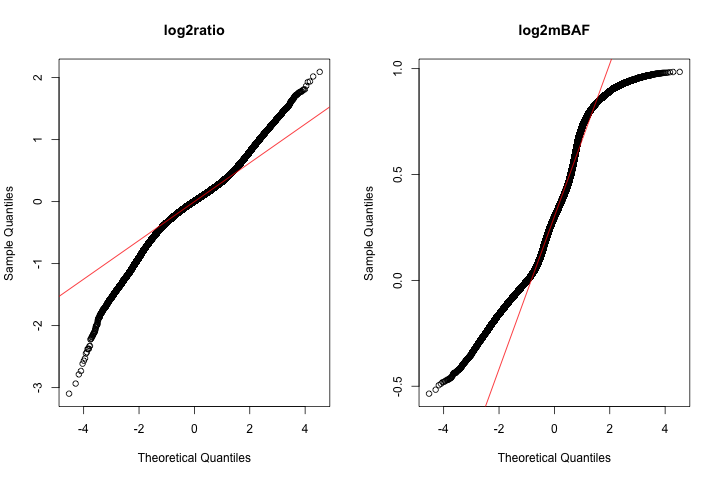 log2ratio
Sample Quantiles
2
1
0
-1
-2
-3
-4 -2 0 2 4
Theoretical Quantiles
log2mBAF
Sample Quantiles
1.0
0.5
0.0
-0.5
-4 -2 0 2 4
Theoretical Quantiles